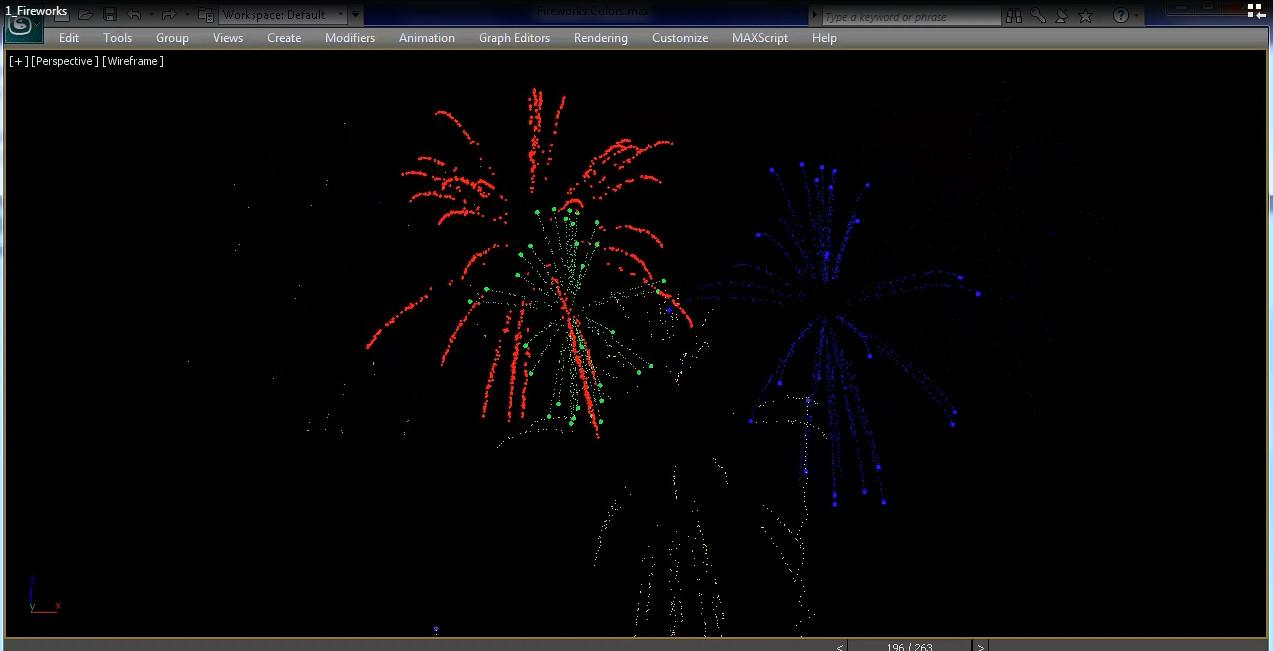 1_Fireworks
Workspace: Default
Fireworks Colors.max
Type a keyword or phrase
Edit Tools Group Views Create Modifiers Animation Graph Editors Rendering Customize MAXScript Help
[+] [Perspective] [Wireframe]
y x
< 196 / 263 >